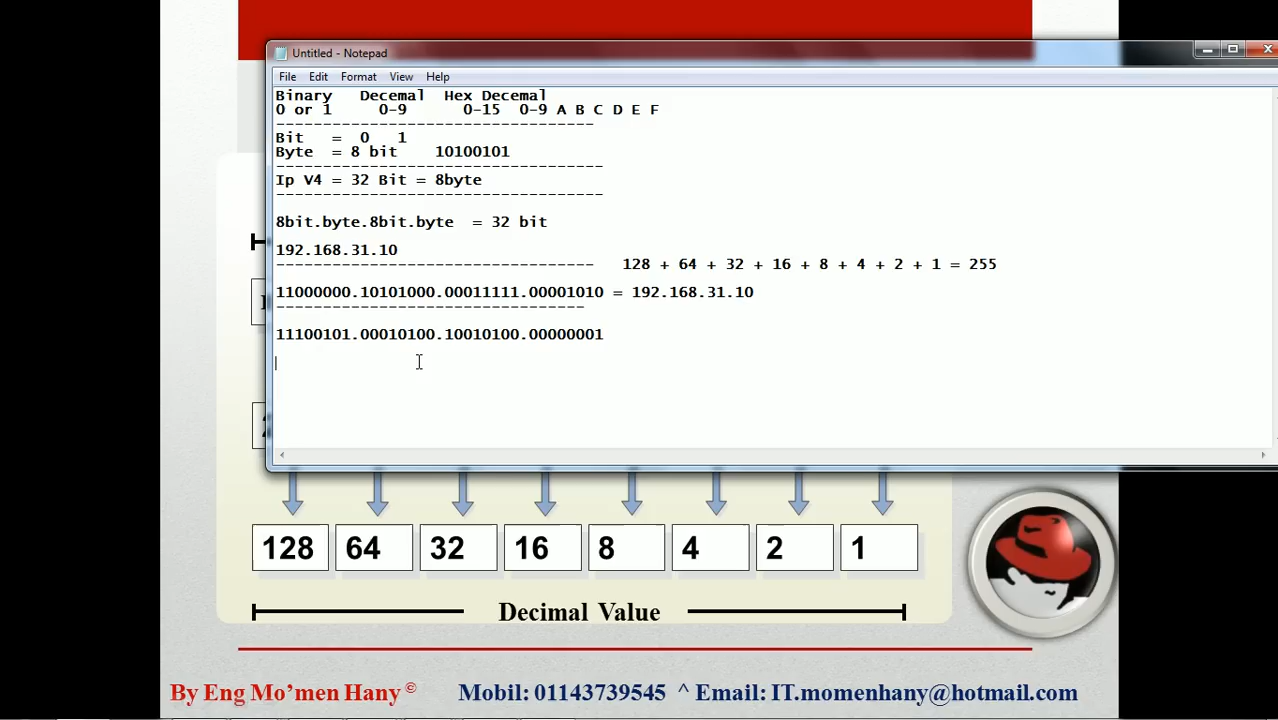 Untitled - Notepad
File Edit Format View Help
Binary Decemal Hex Decemal
0 or 1 0-9 0-15 0-9 A B C D E F
----------------------------------
Bit = 0 1
Byte = 8 bit 10100101
-----------------------------------
Ip V4 = 32 Bit = 8byte
-----------------------------------
8bit.byte.8bit.byte = 32 bit
192.168.31.10
---------------------------------- 128 + 64 + 32 + 16 + 8 + 4 + 2 + 1 = 255
11000000.10101000.00011111.00001010 = 192.168.31.10
---------------------------------
11100101.00010100.10010100.00000001
128 64 32 16 8 4 2 1
Decimal Value
By Eng Mo’men Hany © Mobil: 01143739545 ^ Email: IT.momenhany@hotmail.com